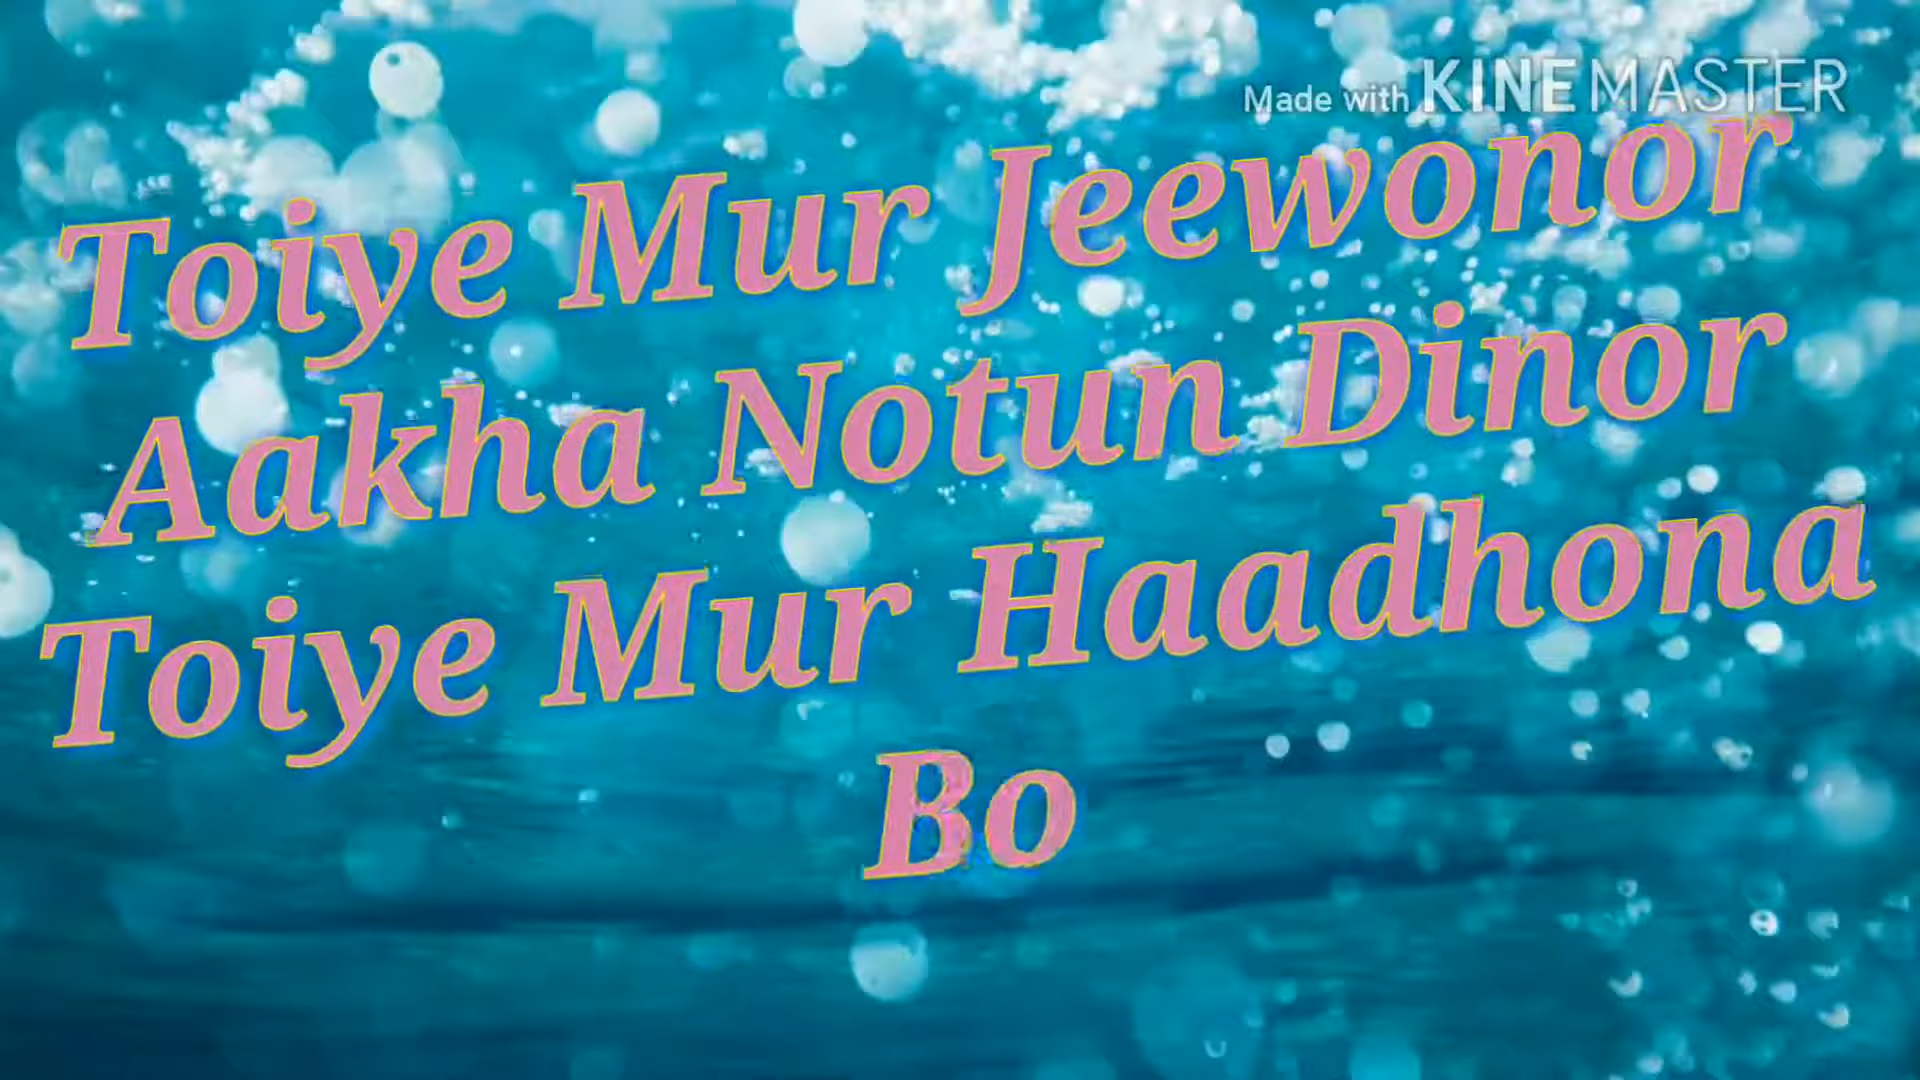 Made with KINEMASTER
Toiye Mur Jeewonor
Aakha Notun Dinor
Toiye Mur Haadhona
Bo